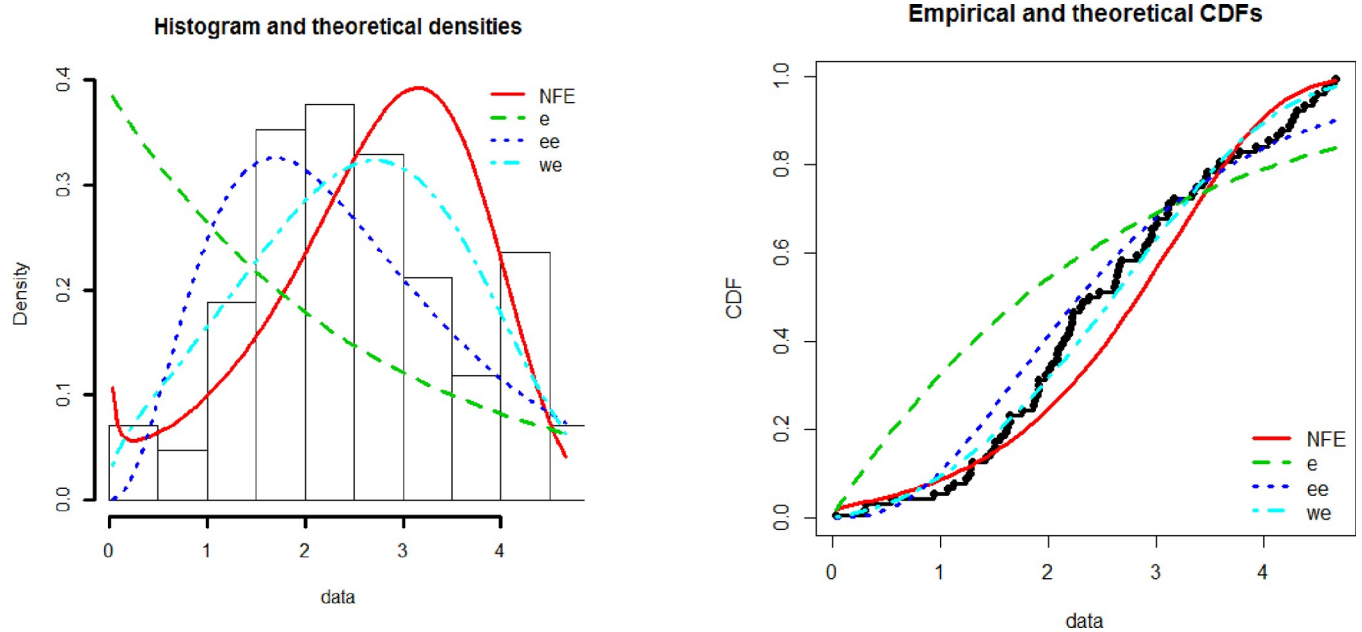 Histogram and theoretical densities
Density
0.0
0.1
0.2
0.3
0.4
0 1 2 3 4
data
NFE
e
ee
we
Empirical and theoretical CDFs
CDF
0.0
0.2
0.4
0.6
0.8
1.0
0 1 2 3 4
data
NFE
e
ee
we